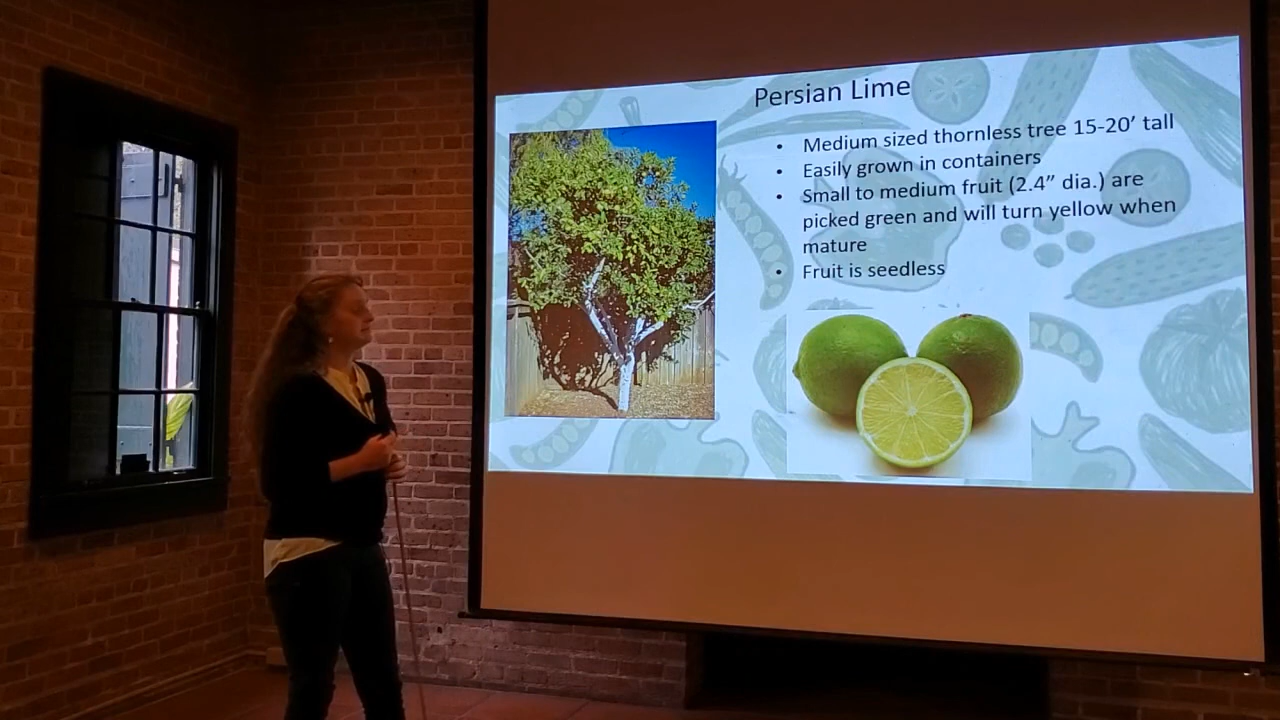 Persian Lime
• Medium sized thornless tree 15-20’ tall
• Easily grown in containers
• Small to medium fruit (2.4” dia.) are
picked green and will turn yellow when
mature
• Fruit is seedless